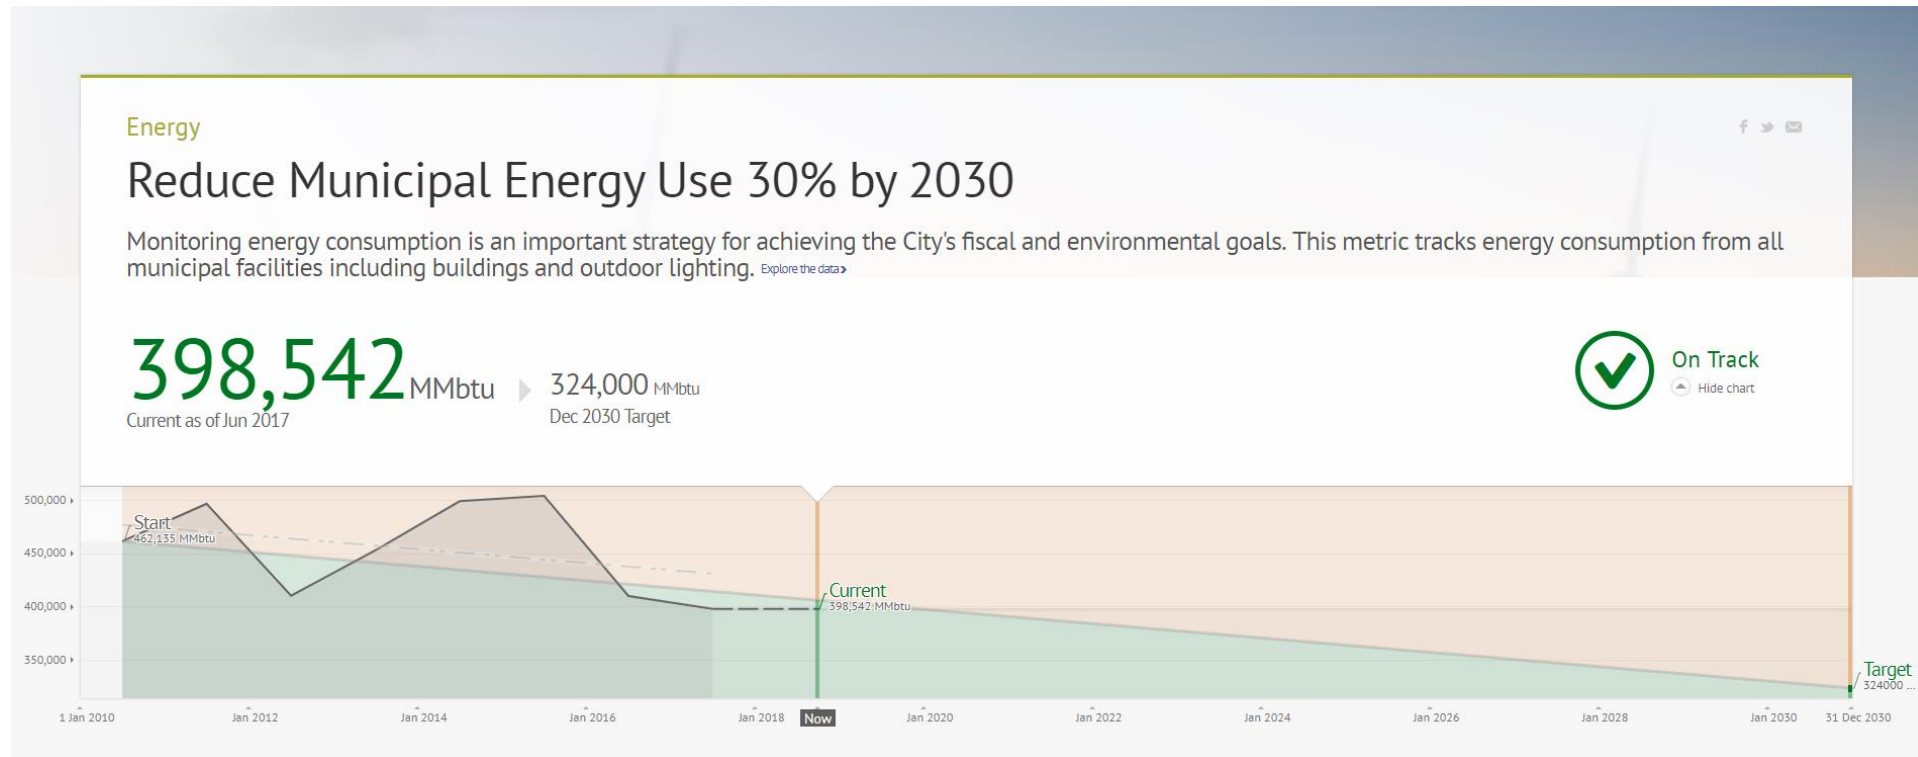 Energy
Reduce Municipal Energy Use 30% by 2030
Monitoring energy consumption is an important strategy for achieving the City's fiscal and environmental goals. This metric tracks energy consumption from all
municipal facilities including buildings and outdoor lighting. Explore the data
398,542 MMbtu
Current as of Jun 2017
324,000 MMbtu
Dec 2030 Target
On Track
Hide chart
500,000
450,000
400,000
350,000
Start
462,135 MMbtu
Current
398,542 MMbtu
Target
324000 ...
1 Jan 2010
Jan 2012
Jan 2014
Jan 2016
Jan 2018
Now
Jan 2020
Jan 2022
Jan 2024
Jan 2026
Jan 2028
Jan 2030
31 Dec 2030